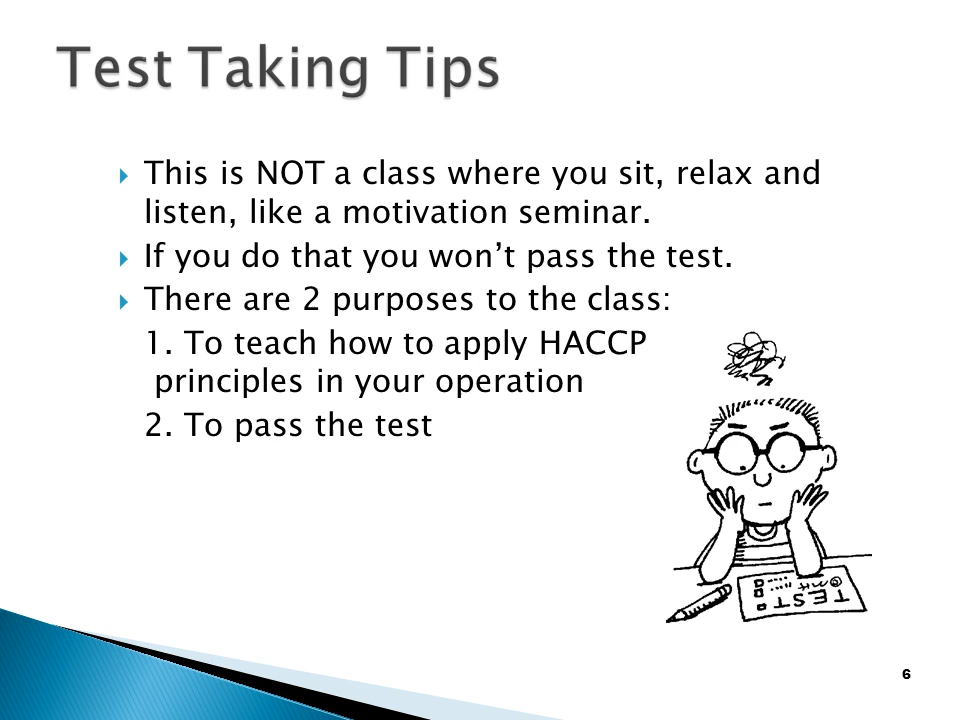 Test Taking Tips
This is NOT a class where you sit, relax and
listen, like a motivation seminar.
If you do that you won’t pass the test.
There are 2 purposes to the class:
1. To teach how to apply HACCP
principles in your operation
2. To pass the test
TEST
6